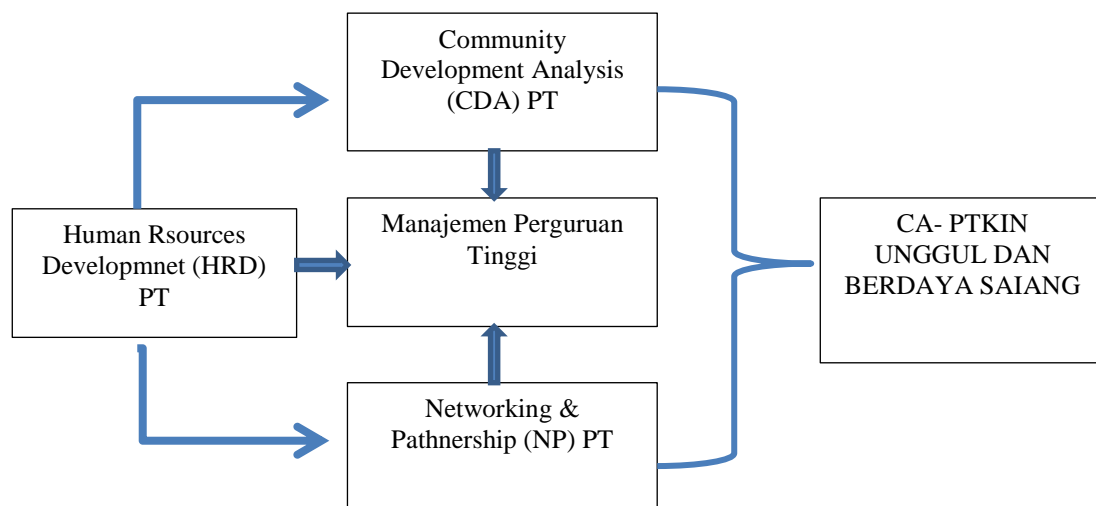 Community
Development Analysis
(CDA) PT
Human Rsources
Developmnet (HRD)
PT
Manajemen Perguruan
Tinggi
CA- PTKIN
UNGGUL DAN
BERDAYA SAIANG
Networking &
Pathnership (NP) PT